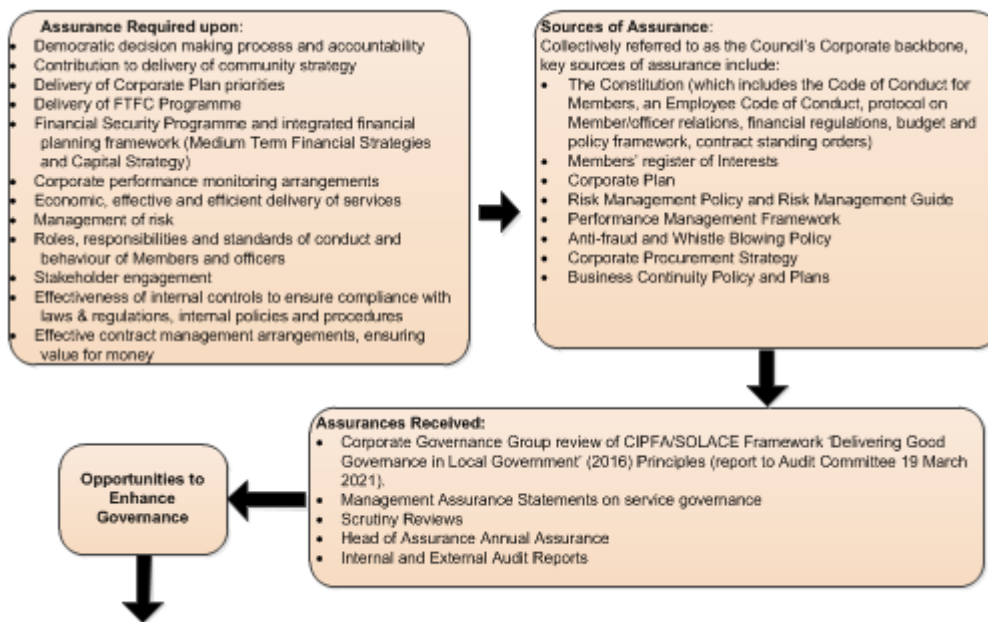 Assurance Required upon:
• Democratic decision making process and accountability
• Contribution to delivery of community strategy
• Delivery of Corporate Plan priorities
• Delivery of FTFC Programme
• Financial Security Programme and integrated financial
planning framework (Medium Term Financial Strategies
and Capital Strategy)
• Corporate performance monitoring arrangements
• Economic, effective and efficient delivery of services
• Management of risk
• Roles, responsibilities and standards of conduct and
behaviour of Members and officers
• Stakeholder engagement
• Effectiveness of internal controls to ensure compliance with
laws & regulations, internal policies and procedures
• Effective contract management arrangements, ensuring
value for money
Sources of Assurance:
Collectively referred to as the Council's Corporate backbone,
key sources of assurance include:
• The Constitution (which includes the Code of Conduct for
Members, an Employee Code of Conduct, protocol on
Member/officer relations, financial regulations, budget and
policy framework, contract standing orders)
• Members' register of Interests
• Corporate Plan
• Risk Management Policy and Risk Management Guide
• Performance Management Framework
• Anti-fraud and Whistle Blowing Policy
• Corporate Procurement Strategy
• Business Continuity Policy and Plans
Assurances Received:
• Corporate Governance Group review of CIPFA/SOLACE Framework 'Delivering Good
Governance in Local Government' (2016) Principles (report to Audit Committee 19 March
2021).
• Management Assurance Statements on service governance
• Scrutiny Reviews
• Head of Assurance Annual Assurance
• Internal and External Audit Reports
Opportunities to
Enhance
Governance